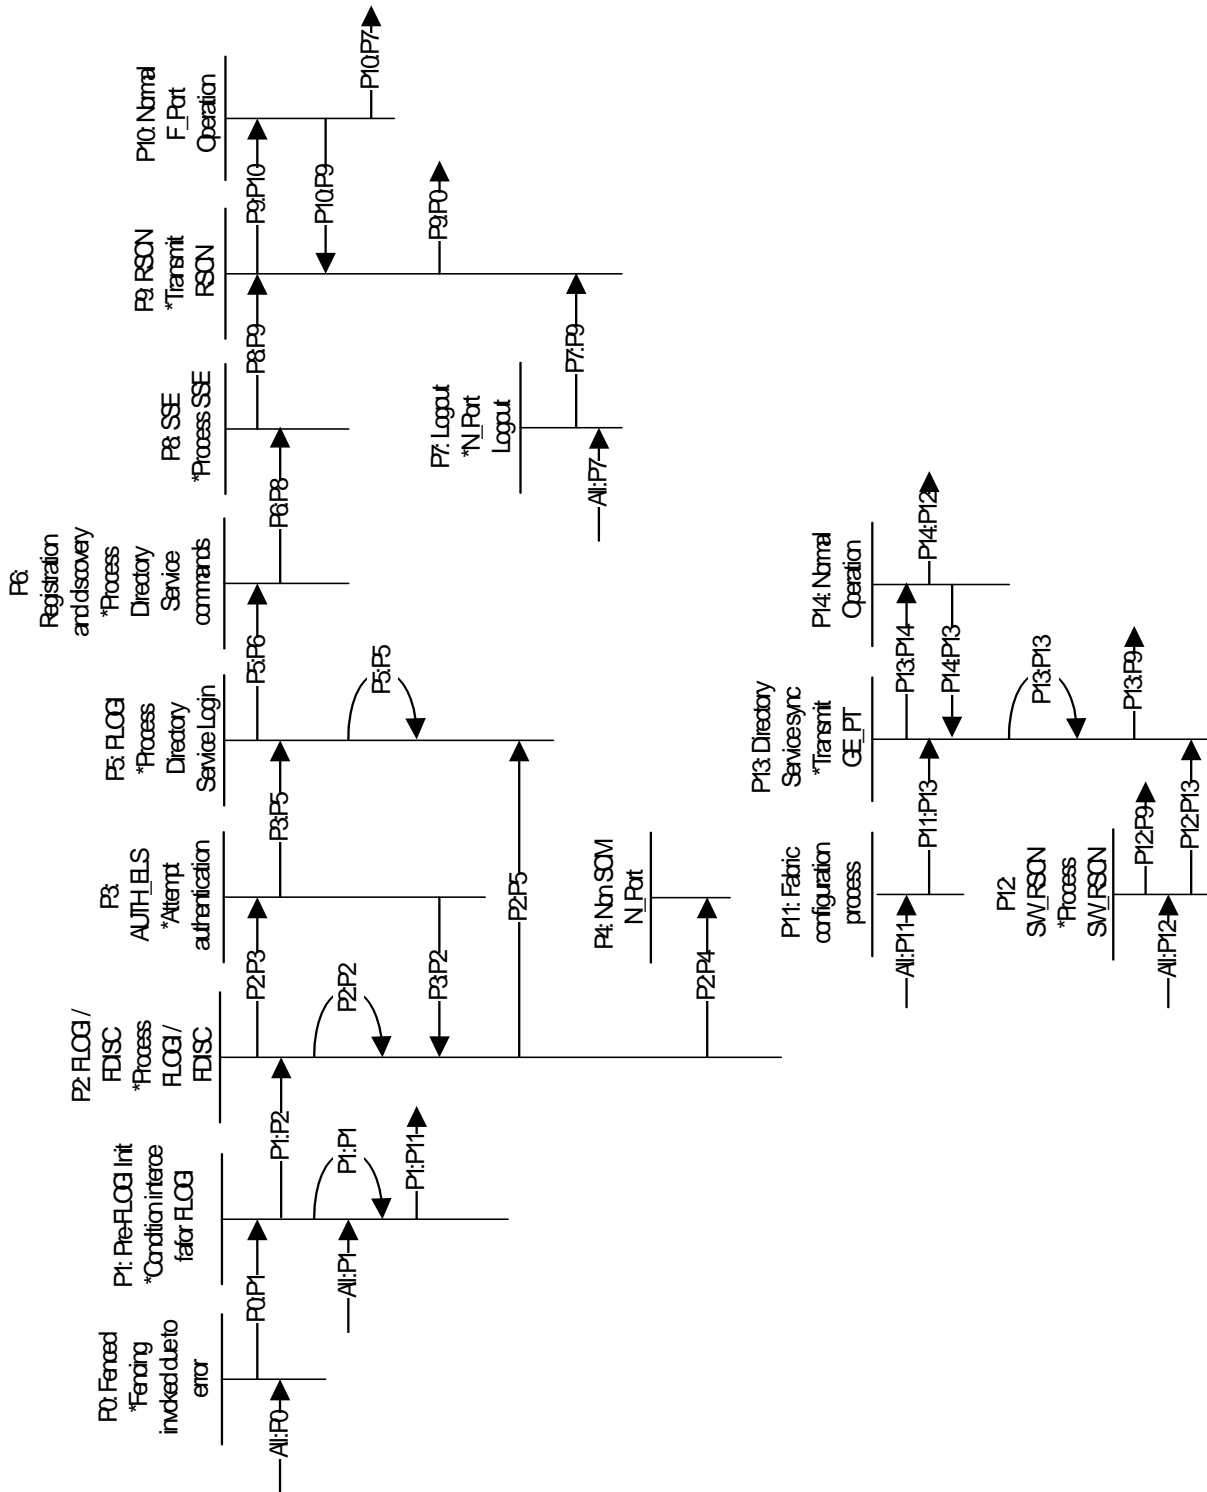 P0: Fenced
*Fencing
invoked due to
error
P1: Pre-FLOGI Init
*Condtion interce
fafor FLOGI
P2: FLOGI /
FDISC
*Process
FLOGI /
FDISC
P3:
AUTH_ELS
*Attempt
authentication
P5: PLOGI
*Process
Directory
Service Login
P6:
Registration
and discovery
*Process
Directory
Service
commands
P8: SSE
*Process SSE
P9: RSCN
*Transmit
RSCN
P10: Normal
F_Port
Operation
P0:P1
All:P0
P1:P2
P1:P1
All:P1
P1:P11
P2:P3
P2:P2
P3:P2
P2:P5
P2:P4
P3:P5
P5:P6
P5:P5
P6:P8
P8:P9
P9:P10
P10:P9
P10:P7
P9:P0
P7: Logout
*N_Port
Logout
All:P7
P7:P9
P4: Non SCM
N_Port
P11: Fabric
configuration
process
P13: Directory
Service sync
*Transmit
GE_PT
P14: Normal
Operation
All:P11
P11:P13
P13:P14
P14:P13
P14:P12
P13:P13
P13:P9
P12:
SW_RSCN
*Process
SW_RSCN
All:P12
P12:P9
P12:P13